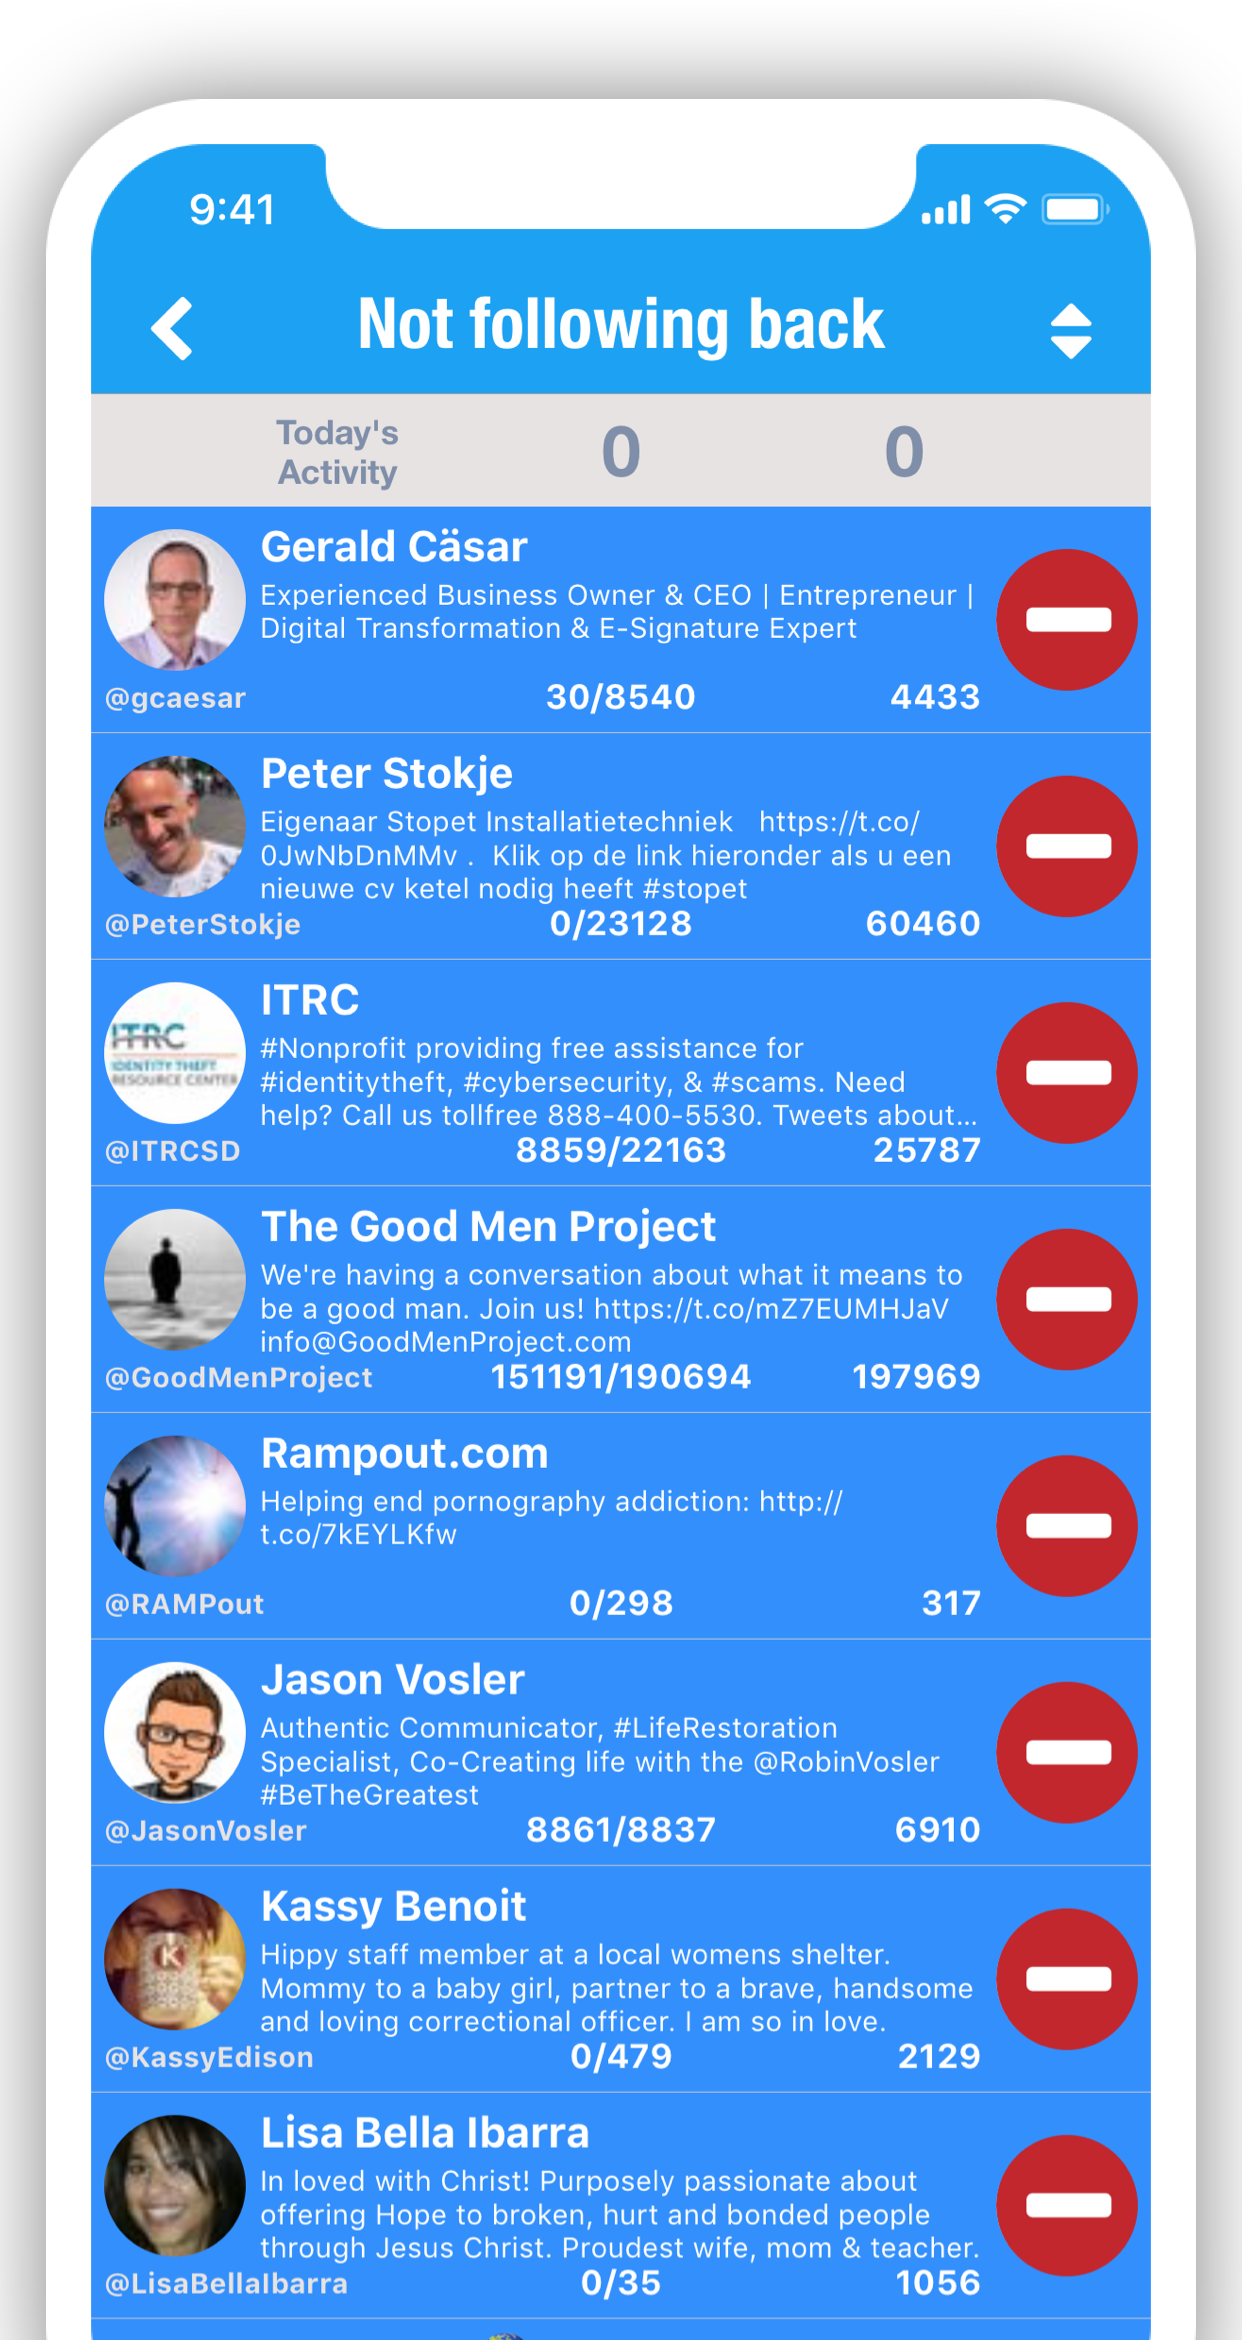 9:41
Not following back
Today's
Activity
0
0
Gerald Cäsar
Experienced Business Owner & CEO | Entrepreneur |
Digital Transformation & E-Signature Expert
@gcaesar
30/8540
4433
Peter Stokje
Eigenaar Stopet Installatietechniek https://t.co/
0JwNbDnMMv . Klik op de link hieronder als u een
nieuwe cv ketel nodig heeft #stopet
@PeterStokje
0/23128
60460
ITRC
IDENTITY THEFT
RESOURCE CENTER
ITRC
#Nonprofit providing free assistance for
#identitytheft, #cybersecurity, & #scams. Need
help? Call us tollfree 888-400-5530. Tweets about...
@ITRCSD
8859/22163
25787
The Good Men Project
We're having a conversation about what it means to
be a good man. Join us! https://t.co/mZ7EUMHJaV
info@GoodMenProject.com
@GoodMenProject
151191/190694
197969
Rampout.com
Helping end pornography addiction: http://
t.co/7kEYLKfw
@RAMPout
0/298
317
Jason Vosler
Authentic Communicator, #LifeRestoration
Specialist, Co-Creating life with the @RobinVosler
#BeTheGreatest
@JasonVosler
8861/8837
6910
K
Kassy Benoit
Hippy staff member at a local womens shelter.
Mommy to a baby girl, partner to a brave, handsome
and loving correctional officer. I am so in love.
@KassyEdison
0/479
2129
Lisa Bella Ibarra
In loved with Christ! Purposely passionate about
offering Hope to broken, hurt and bonded people
through Jesus Christ. Proudest wife, mom & teacher.
@LisaBellaIbarra
0/35
1056